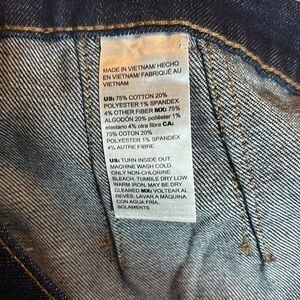 MADE IN VIETNAM/ HECHO
EN VIETNAM/ FABRIQUÉ AU
VIETNAM
US: 75% COTTON 20%
POLYESTER 1% SPANDEX
4% OTHER FIBER MX: 75%
ALGODÓN 20% poliéster 1%
elastano 4% otra fibra CA:
75% COTON 20%
POLYESTER 1% SPANDEX
4% AUTRE FIBRE
US: TURN INSIDE OUT.
MACHINE WASH COLD.
ONLY NON-CHLORINE
BLEACH. TUMBLE DRY LOW.
WARM IRON. MAY BE DRY
CLEANED MX: VOLTEAR AL
REVÉS. LAVAR A MÁQUINA
CON AGUA FRÍA
SOLAMENTE